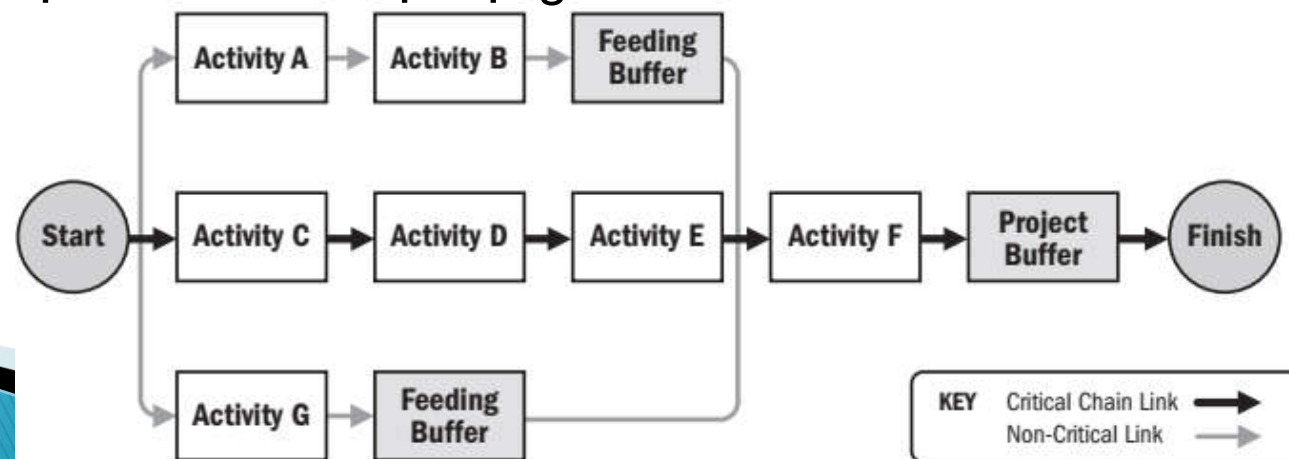 Activity A
Activity B
Feeding
Buffer
Start
Activity C
Activity D
Activity E
Activity F
Project
Buffer
Finish
Activity G
Feeding
Buffer
KEY Critical Chain Link
Non-Critical Link